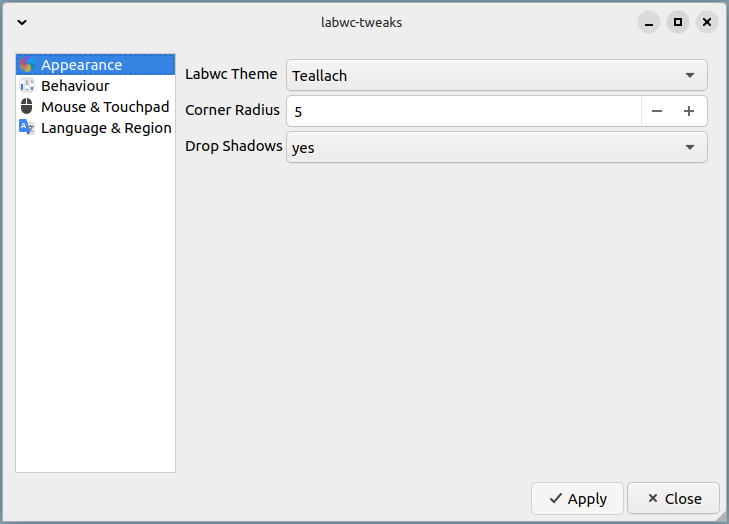 labwc-tweaks
Appearance
Behaviour
Mouse & Touchpad
Language & Region
Labwc Theme Teallach
Corner Radius 5
Drop Shadows yes
Apply Close